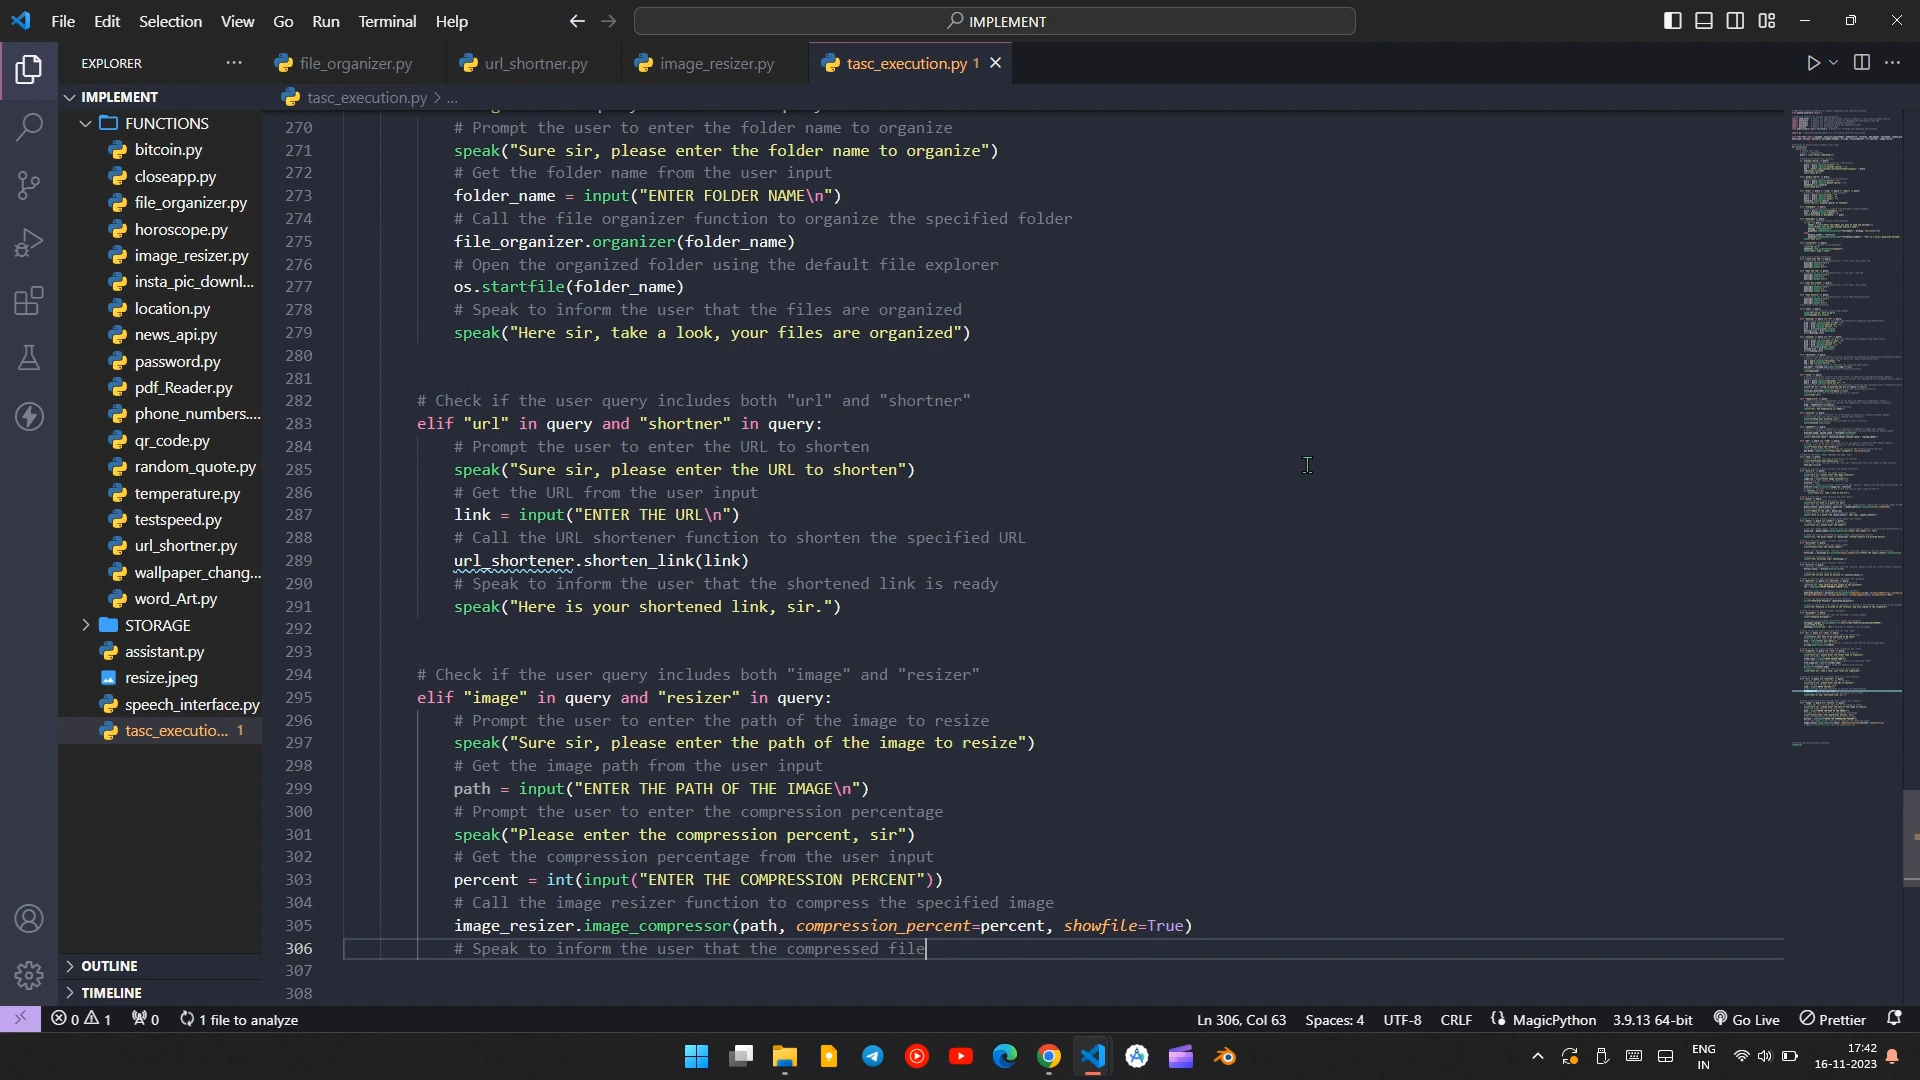 File Edit Selection View Go Run Terminal Help
IMPLEMENT
EXPLORER
file_organizer.py
url_shortner.py
image_resizer.py
tasc_execution.py 1
IMPLEMENT
tasc_execution.py > ...
FUNCTIONS
bitcoin.py
closeapp.py
file_organizer.py
horoscope.py
image_resizer.py
insta_pic_downl...
location.py
news_api.py
password.py
pdf_Reader.py
phone_numbers....
qr_code.py
random_quote.py
temperature.py
testspeed.py
url_shortner.py
wallpaper_chang...
word_Art.py
STORAGE
assistant.py
resize.jpeg
speech_interface.py
tasc_executio... 1
OUTLINE
TIMELINE
270 # Prompt the user to enter the folder name to organize
271 speak("Sure sir, please enter the folder name to organize")
272 # Get the folder name from the user input
273 folder_name = input("ENTER FOLDER NAME\n")
274 # Call the file organizer function to organize the specified folder
275 file_organizer.organizer(folder_name)
276 # Open the organized folder using the default file explorer
277 os.startfile(folder_name)
278 # Speak to inform the user that the files are organized
279 speak("Here sir, take a look, your files are organized")
280
281
282 # Check if the user query includes both "url" and "shortner"
283 elif "url" in query and "shortner" in query:
284 # Prompt the user to enter the URL to shorten
285 speak("Sure sir, please enter the URL to shorten")
286 # Get the URL from the user input
287 link = input("ENTER THE URL\n")
288 # Call the URL shortener function to shorten the specified URL
289 url_shortener.shorten_link(link)
290 # Speak to inform the user that the shortened link is ready
291 speak("Here is your shortened link, sir.")
292
293
294 # Check if the user query includes both "image" and "resizer"
295 elif "image" in query and "resizer" in query:
296 # Prompt the user to enter the path of the image to resize
297 speak("Sure sir, please enter the path of the image to resize")
298 # Get the image path from the user input
299 path = input("ENTER THE PATH OF THE IMAGE\n")
300 # Prompt the user to enter the compression percentage
301 speak("Please enter the compression percent, sir")
302 # Get the compression percentage from the user input
303 percent = int(input("ENTER THE COMPRESSION PERCENT"))
304 # Call the image resizer function to compress the specified image
305 image_resizer.image_compressor(path, compression_percent=percent, showfile=True)
306 # Speak to inform the user that the compressed file
307
308
0 1 0 1 file to analyze
Ln 306, Col 63 Spaces: 4 UTF-8 CRLF MagicPython 3.9.13 64-bit Go Live Prettier
ENG
IN
17:42
16-11-2023